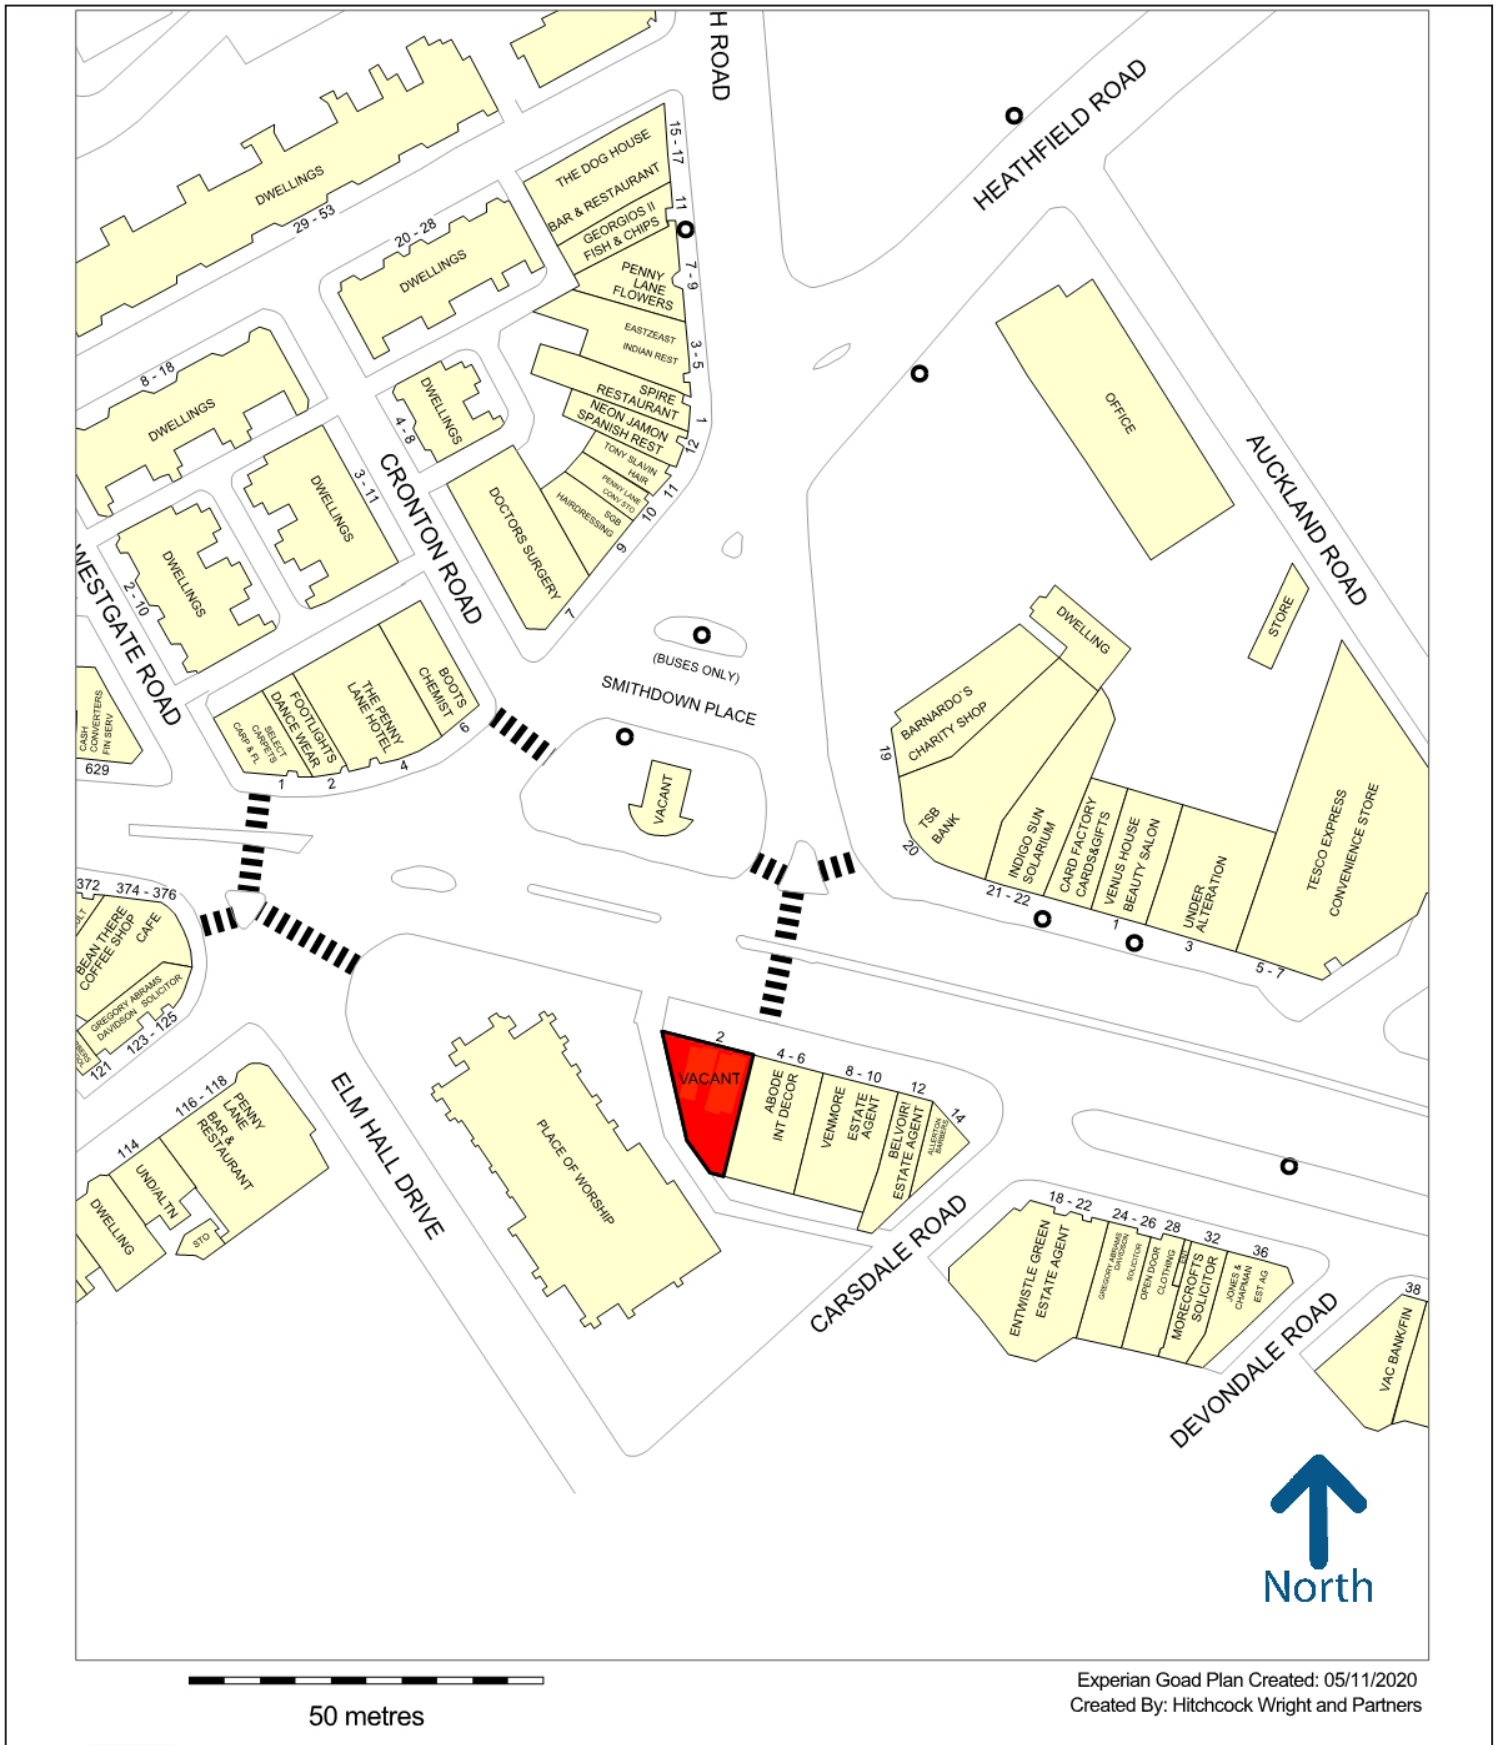 H ROAD
HEATHFIELD ROAD
15 - 17
THE DOG HOUSE
BAR & RESTAURANT
DWELLINGS
29 - 53
11
GEORGIOS II
FISH & CHIPS
20 - 28
DWELLINGS
7 - 9
PENNY
LANE
FLOWERS
EASTZEAST
INDIAN REST
3 - 5
8 - 18
DWELLINGS
DWELLINGS
4 - 8
SPIRE
RESTAURANT
1
NEON JAMON
SPANISH REST
12
TONY SLAVIN
HAIR
11
PENNY LANE
CONV STO
10
SGB
HAIRDRESSING
9
OFFICE
AUCKLAND ROAD
3 - 11
DWELLINGS
CRONTON ROAD
DOCTORS SURGERY
7
WESTGATE ROAD
2 - 10
DWELLINGS
STORE
DWELLING
(BUSES ONLY)
SMITHDOWN PLACE
BOOTS
CHEMIST
6
THE PENNY
LANE HOTEL
4
FOOTLIGHTS
DANCE WEAR
2
SELECT
CARPETS
CARP & FL
1
CASH
CONVERTERS
FIN SERV
629
VACANT
BARNARDO'S
CHARITY SHOP
19
TSB
BANK
20
INDIGO SUN
SOLARIUM
21 - 22
CARD FACTORY
CARDS&GIFTS
VENUS HOUSE
BEAUTY SALON
1
UNDER
ALTERATION
3
TESCO EXPRESS
CONVENIENCE STORE
5 - 7
372
374 - 376
BEAN THERE
COFFEE SHOP
CAFE
GREGORY ABRAMS
DAVIDSON SOLICITOR
123 - 125
121
116 - 118
PENNY
LANE
BAR &
RESTAURANT
114
UND/ALTN
STO
DWELLING
ELM HALL DRIVE
PLACE OF WORSHIP
2
VACANT
4 - 6
ABODE
INT DECOR
8 - 10
VENMORE
ESTATE
AGENT
12
BELVOIR!
ESTATE AGENT
14
ALLERTON
BARBERS
CARSDALE ROAD
18 - 22
ENTWISTLE GREEN
ESTATE AGENT
24 - 26
GREGORY ABRAMS
DAVIDSON
SOLICITOR
28
OPEN DOOR
CLOTHING
ENT
32
MORECROFTS
SOLICITOR
36
JONES &
CHAPMAN
EST AG
DEVONDALE ROAD
38
VAC BANK/FIN
North
50 metres
Experian Goad Plan Created: 05/11/2020
Created By: Hitchcock Wright and Partners